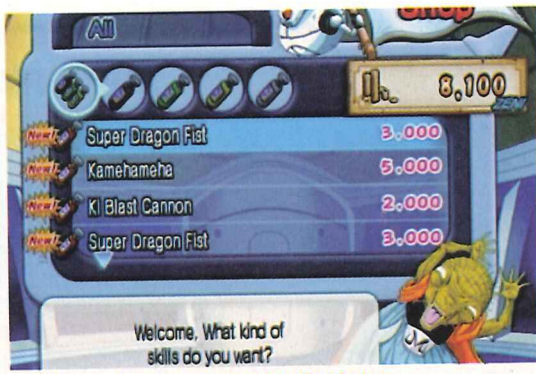 Shop
All
8,100
ZENI
New! Super Dragon Fist 3,000
New! Kamehameha 5,000
New! Ki Blast Cannon 2,000
New! Super Dragon Fist 3,000
Welcome, What kind of
skills do you want?